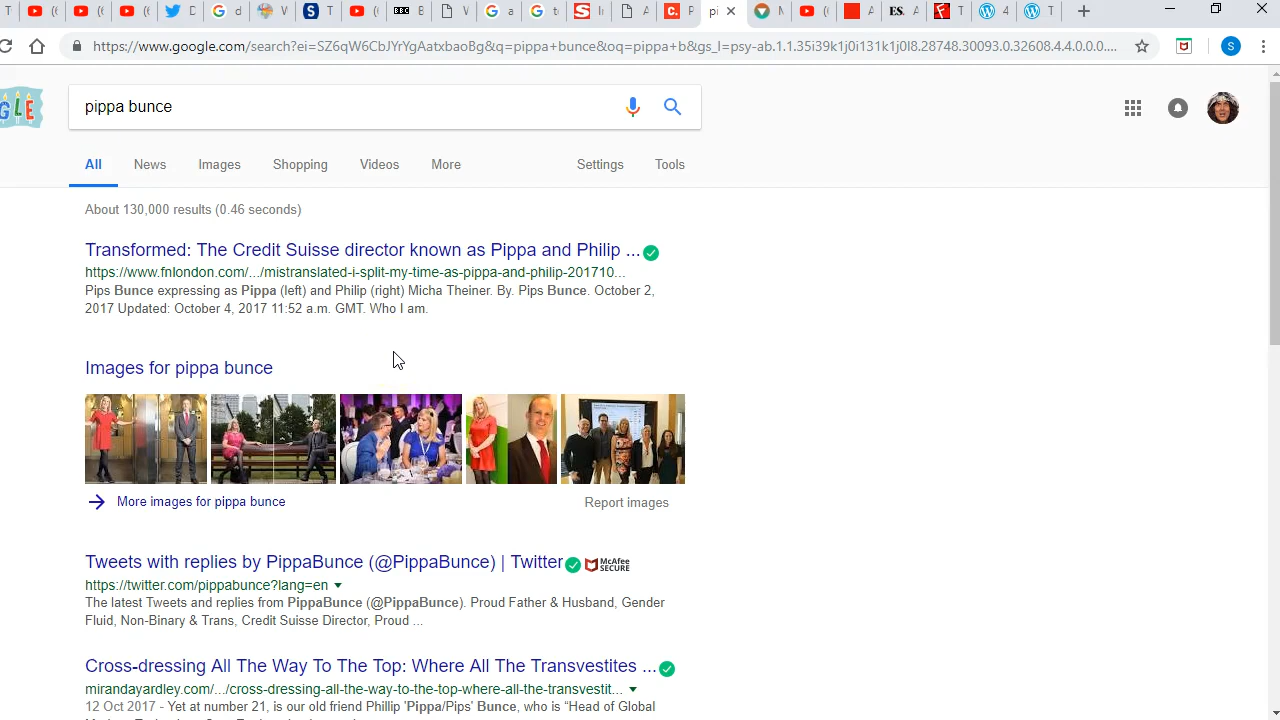 https://www.google.com/search?ei=SZ6qW6CbJYrYgAatxbaoBg&q=pippa+bunce&oq=pippa+b&gs_l=psy-ab.1.1.35i39k1j0i131k1j0l8.28748.30093.0.32608.4.4.0.0.0....
S
GLE
pippa bunce
All News Images Shopping Videos More Settings Tools
About 130,000 results (0.46 seconds)
Transformed: The Credit Suisse director known as Pippa and Philip ...
https://www.fnlondon.com/.../mistranslated-i-split-my-time-as-pippa-and-philip-201710...
Pips Bunce expressing as Pippa (left) and Philip (right) Micha Theiner. By. Pips Bunce. October 2,
2017 Updated: October 4, 2017 11:52 a.m. GMT. Who I am.
Images for pippa bunce
More images for pippa bunce Report images
Tweets with replies by PippaBunce (@PippaBunce) | Twitter McAfee SECURE
https://twitter.com/pippabunce?lang=en
The latest Tweets and replies from PippaBunce (@PippaBunce). Proud Father & Husband, Gender
Fluid, Non-Binary & Trans, Credit Suisse Director, Proud ...
Cross-dressing All The Way To The Top: Where All The Transvestites ...
mirandayardley.com/.../cross-dressing-all-the-way-to-the-top-where-all-the-transvestit...
12 Oct 2017 - Yet at number 21, is our old friend Phillip 'Pippa/Pips' Bunce, who is “Head of Global